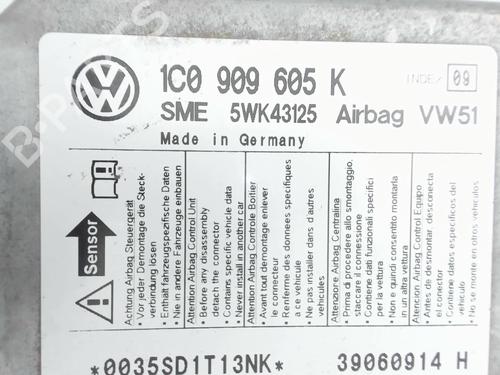 1C0 909 605 K
INDEX 09
SME 5WK43125 Airbag VW51
Made in Germany
Sensor
Achtung Airbag Steuergerät
• Vor jeder Demontage die Steck-
verbindung lösen
• Enthält fahrzeugspezifische Daten
• Nie in andere Fahrzeuge einbauen
Attention Airbag Control Unit
• Before any disassembly
detach the connector
• Contains specific vehicle data
• Never install in another car
Attention Airbag Controle Boitier
• Avant tout demontage enlever
le connecteur
• Renferme des donnees specifiques
a ce vehicule
• Ne pas installer dans d'autres
vehicules
Attenzione Airbag Centralina
• Prima di procedere allo smontaggio,
scollegare il connessione
• Contiene dati funzionali specifici
per la vettura
• Non e quindi consentito montarla
in un altra vettura
Atención Airbag Control Equipo
• Antes de desmontar desconecta
el conector
• Contiene datos específicos del
vehículo
• No se monte en otros vehículos
*0035SD1T13NK*
39060914 H